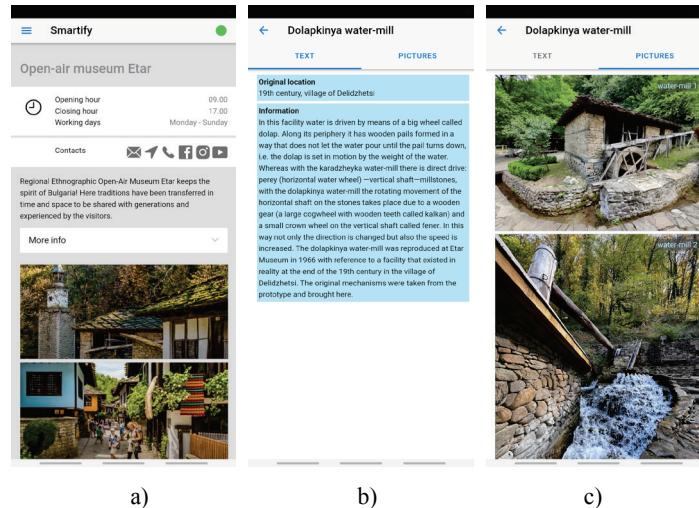 Smartify
Open-air museum Etar
Opening hour 09.00
Closing hour 17.00
Working days Monday - Sunday
Contacts
Regional Ethnographic Open-Air Museum Etar keeps the
spirit of Bulgaria! Here traditions have been transferred in
time and space to be shared with generations and
experienced by the visitors.
More info
a)
Dolapkinya water-mill
TEXT PICTURES
Original location
19th century, village of Delidzhetsi
Information
In this facility water is driven by means of a big wheel called
dolap. Along its periphery it has wooden pails formed in a
way that does not let the water pour until the pail turns down,
i.e. the dolap is set in motion by the weight of the water.
Whereas with the karadzheyka water-mill there is direct drive:
perey (horizontal water wheel) —vertical shaft—millstones,
with the dolapkinya water-mill the rotating movement of the
horizontal shaft on the stones takes place due to a wooden
gear (a large cogwheel with wooden teeth called kalkan) and
a small crown wheel on the vertical shaft called fener. In this
way not only the direction is changed but also the speed is
increased. The dolapkinya water-mill was reproduced at Etar
Museum in 1966 with reference to a facility that existed in
reality at the end of the 19th century in the village of
Delidzhetsi. The original mechanisms were taken from the
prototype and brought here.
b)
Dolapkinya water-mill
TEXT PICTURES
water-mill 1
water-mill 2
c)